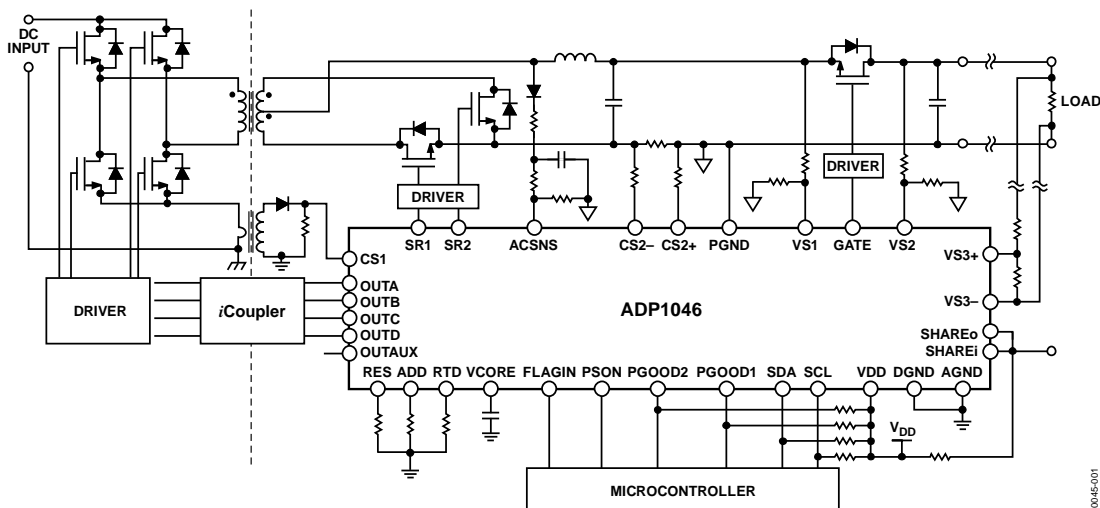 DC
INPUT
LOAD
DRIVER
DRIVER
SR1 SR2 ACSNS CS2– CS2+ PGND VS1 GATE VS2
CS1
VS3+
OUTA
OUTB
OUTC
OUTD
OUTAUX
DRIVER
iCoupler
ADP1046
VS3–
SHAREo
SHAREi
RES ADD RTD VCORE FLAGIN PSON PGOOD2 PGOOD1 SDA SCL VDD DGND AGND
VDD
MICROCONTROLLER
0045-001